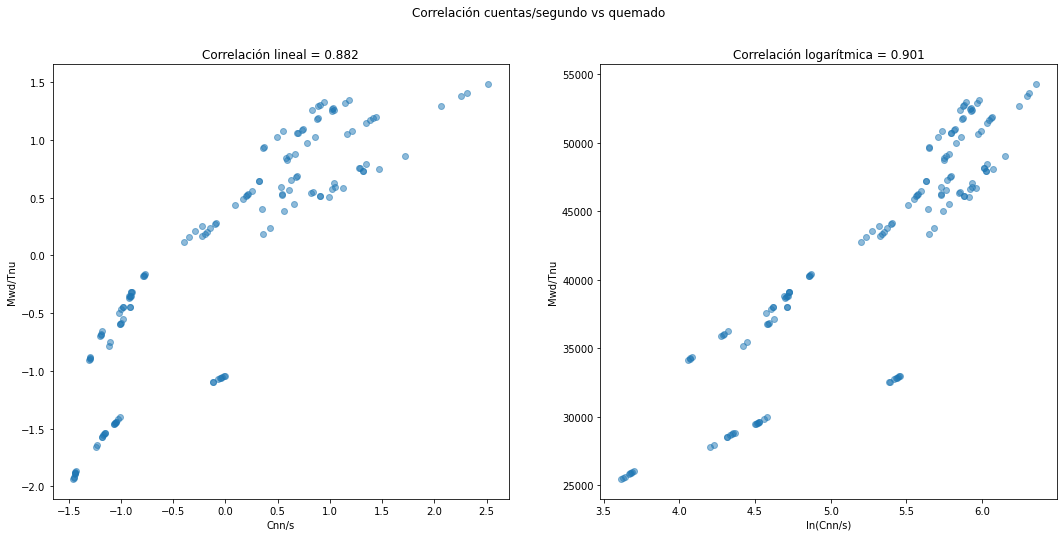 Correlación cuentas/segundo vs quemado
Correlación lineal = 0.882
1.5
1.0
0.5
0.0
−0.5
−1.0
−1.5
−2.0
Mwd/Tnu
−1.5 −1.0 −0.5 0.0 0.5 1.0 1.5 2.0 2.5
Cnn/s
Correlación logarítmica = 0.901
55000
50000
45000
40000
35000
30000
25000
Mwd/Tnu
3.5 4.0 4.5 5.0 5.5 6.0
ln(Cnn/s)